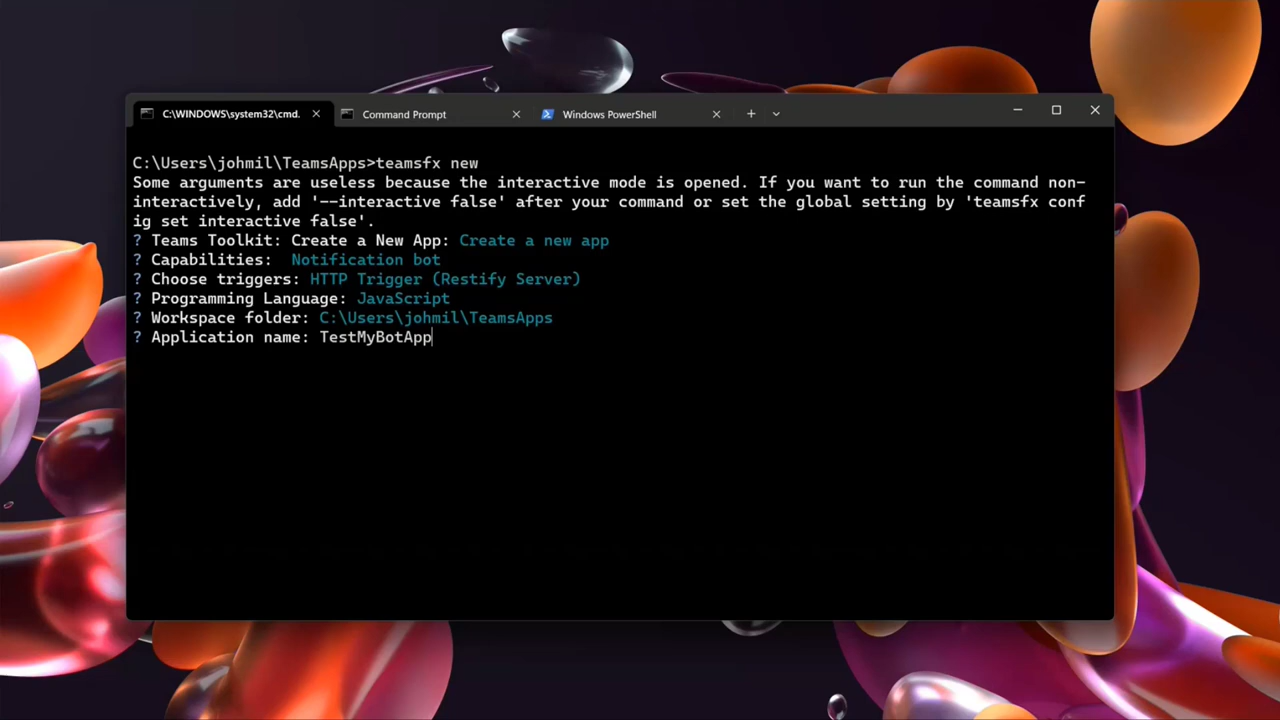 C:\WINDOWS\system32\cmd. Command Prompt Windows PowerShell
C:\Users\johmil\TeamsApps>teamsfx new
Some arguments are useless because the interactive mode is opened. If you want to run the command non-
interactively, add '--interactive false' after your command or set the global setting by 'teamsfx conf
ig set interactive false'.
? Teams Toolkit: Create a New App: Create a new app
? Capabilities: Notification bot
? Choose triggers: HTTP Trigger (Restify Server)
? Programming Language: JavaScript
? Workspace folder: C:\Users\johmil\TeamsApps
? Application name: TestMyBotApp